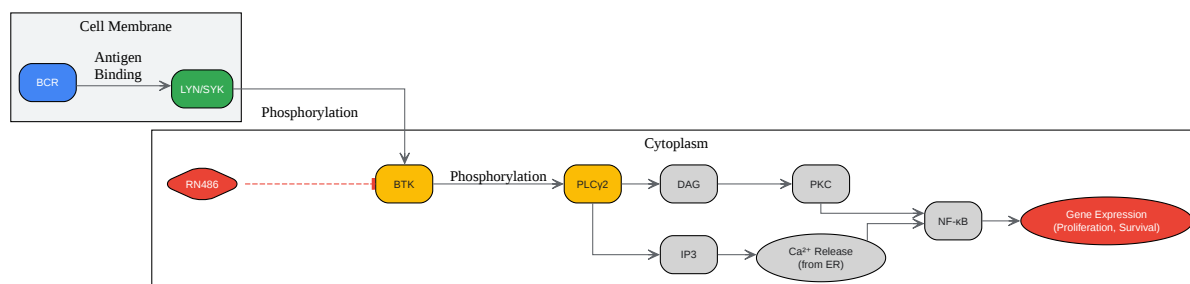 Cell Membrane
BCR
Antigen
Binding
LYN/SYK
Phosphorylation
Cytoplasm
RN486
BTK
Phosphorylation
PLCγ2
DAG
PKC
NF-κB
Gene Expression
(Proliferation, Survival)
IP3
Ca²⁺ Release
(from ER)